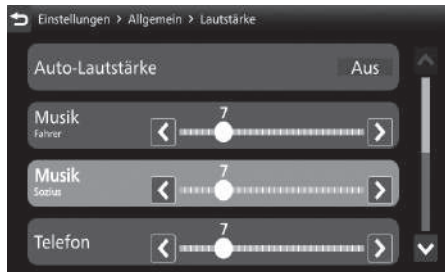 Einstellungen > Allgemein > Lautstärke
Auto-Lautstärke Aus
7
Musik
Fahrer
7
Musik
Sozius
7
Telefon